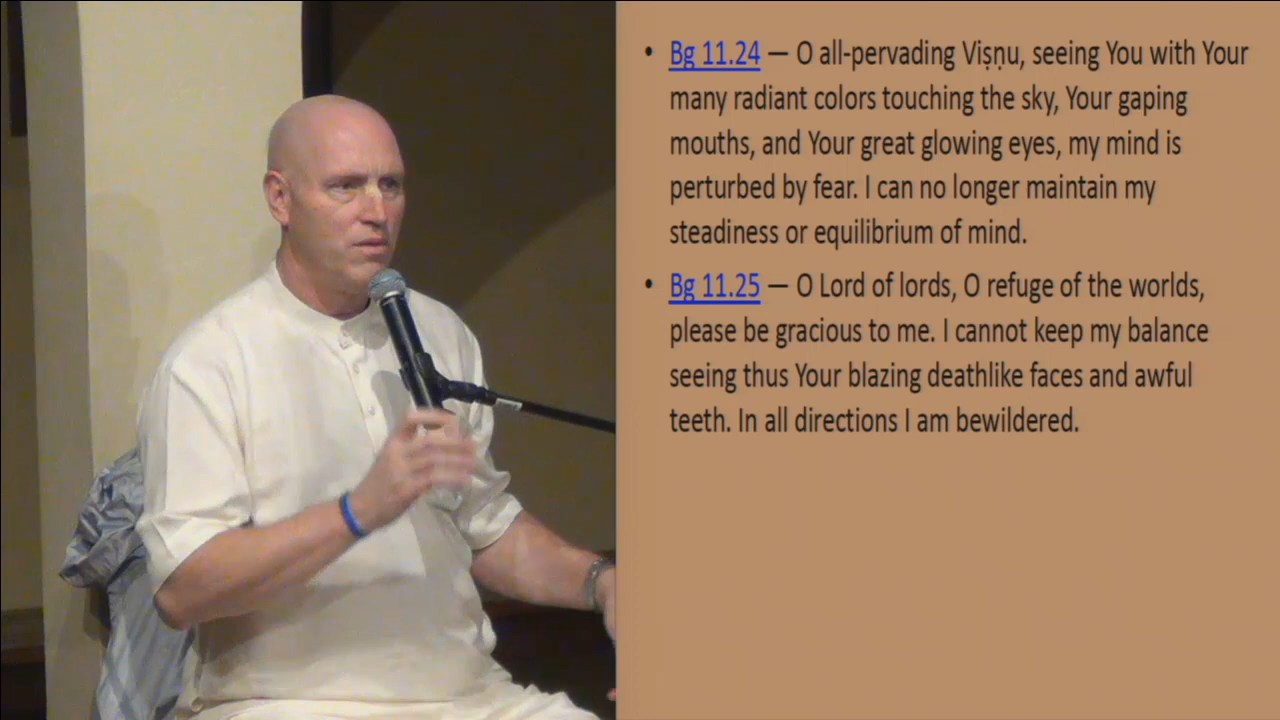 • Bg 11.24 — O all-pervading Viṣṇu, seeing You with Your
many radiant colors touching the sky, Your gaping
mouths, and Your great glowing eyes, my mind is
perturbed by fear. I can no longer maintain my
steadiness or equilibrium of mind.
• Bg 11.25 — O Lord of lords, O refuge of the worlds,
please be gracious to me. I cannot keep my balance
seeing thus Your blazing deathlike faces and awful
teeth. In all directions I am bewildered.